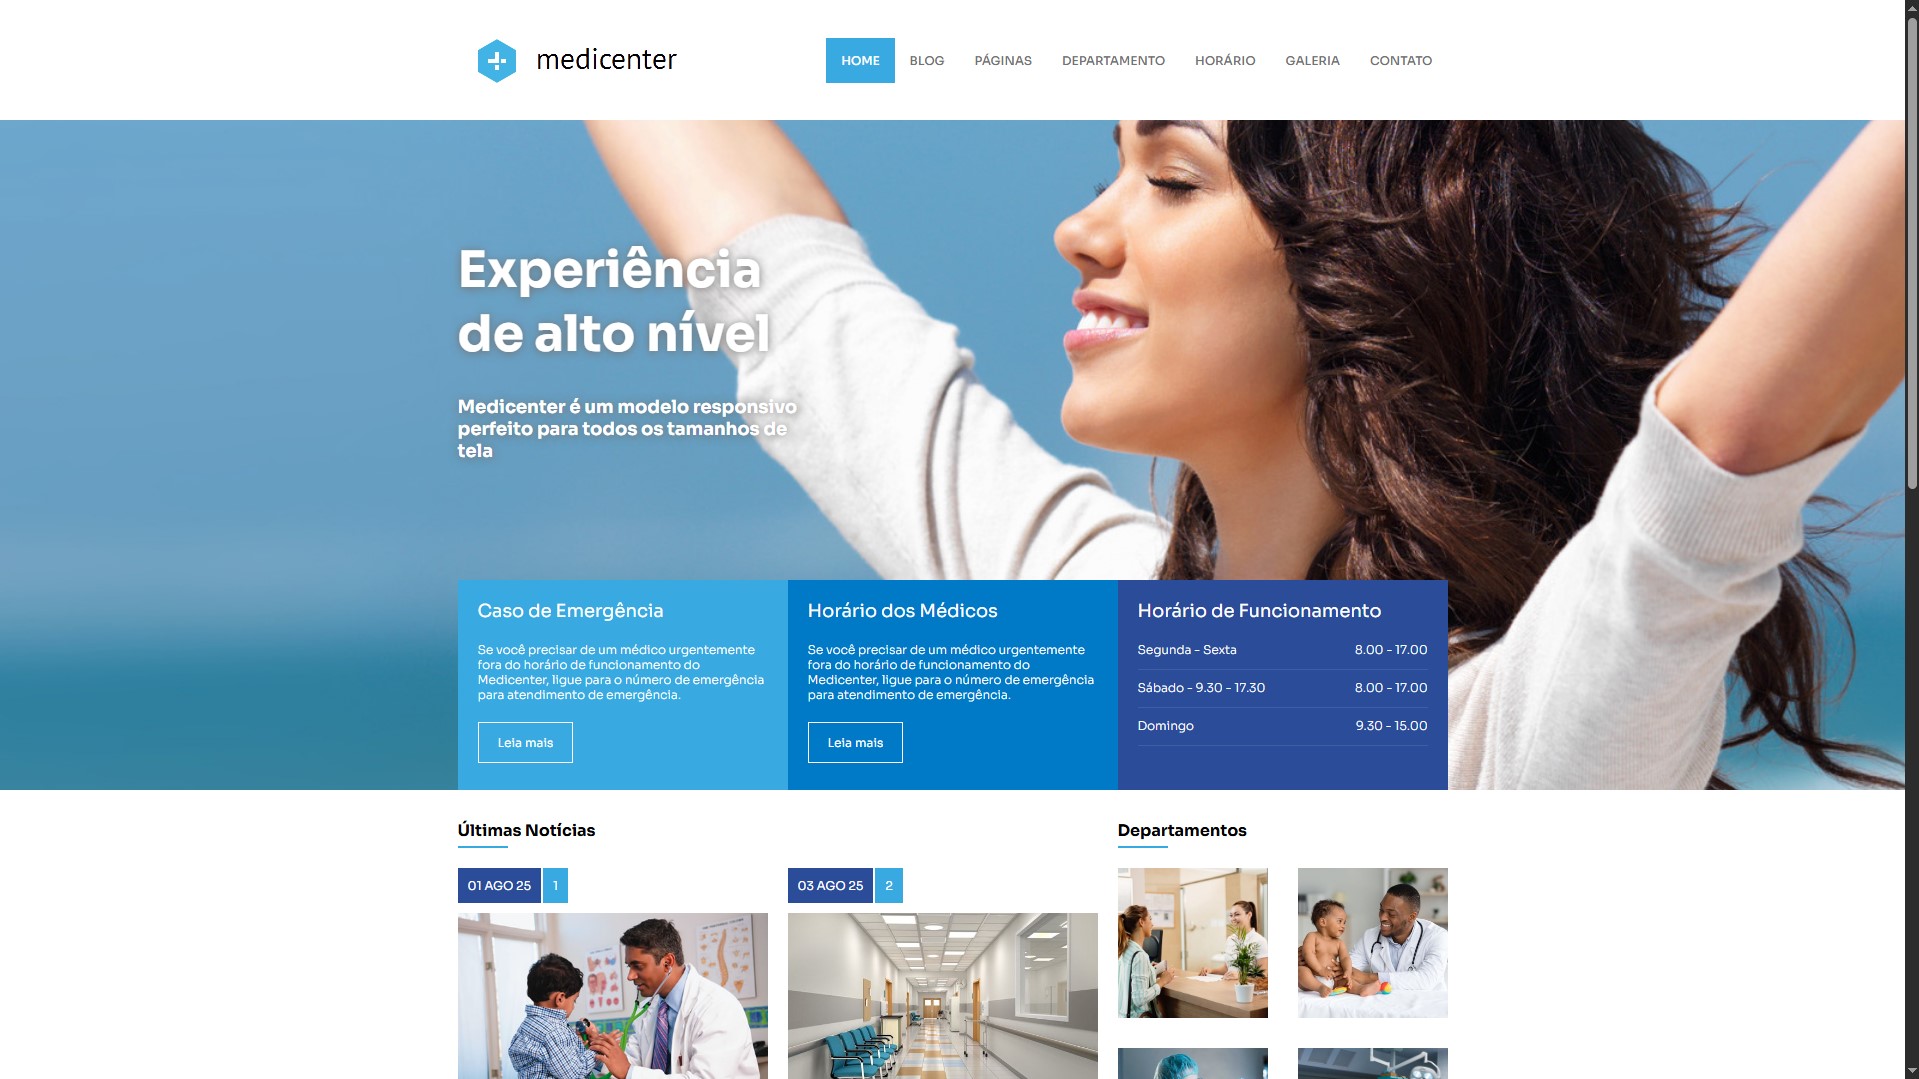 medicenter
HOME BLOG PÁGINAS DEPARTAMENTO HORÁRIO GALERIA CONTATO
Experiência
de alto nível
Medicenter é um modelo responsivo
perfeito para todos os tamanhos de
tela
Caso de Emergência
Se você precisar de um médico urgentemente
fora do horário de funcionamento do
Medicenter, ligue para o número de emergência
para atendimento de emergência.
Leia mais
Horário dos Médicos
Se você precisar de um médico urgentemente
fora do horário de funcionamento do
Medicenter, ligue para o número de emergência
para atendimento de emergência.
Leia mais
Horário de Funcionamento
Segunda - Sexta 8.00 - 17.00
Sábado - 9.30 - 17.30 8.00 - 17.00
Domingo 9.30 - 15.00
Últimas Notícias
01 AGO 25 1
03 AGO 25 2
Departamentos